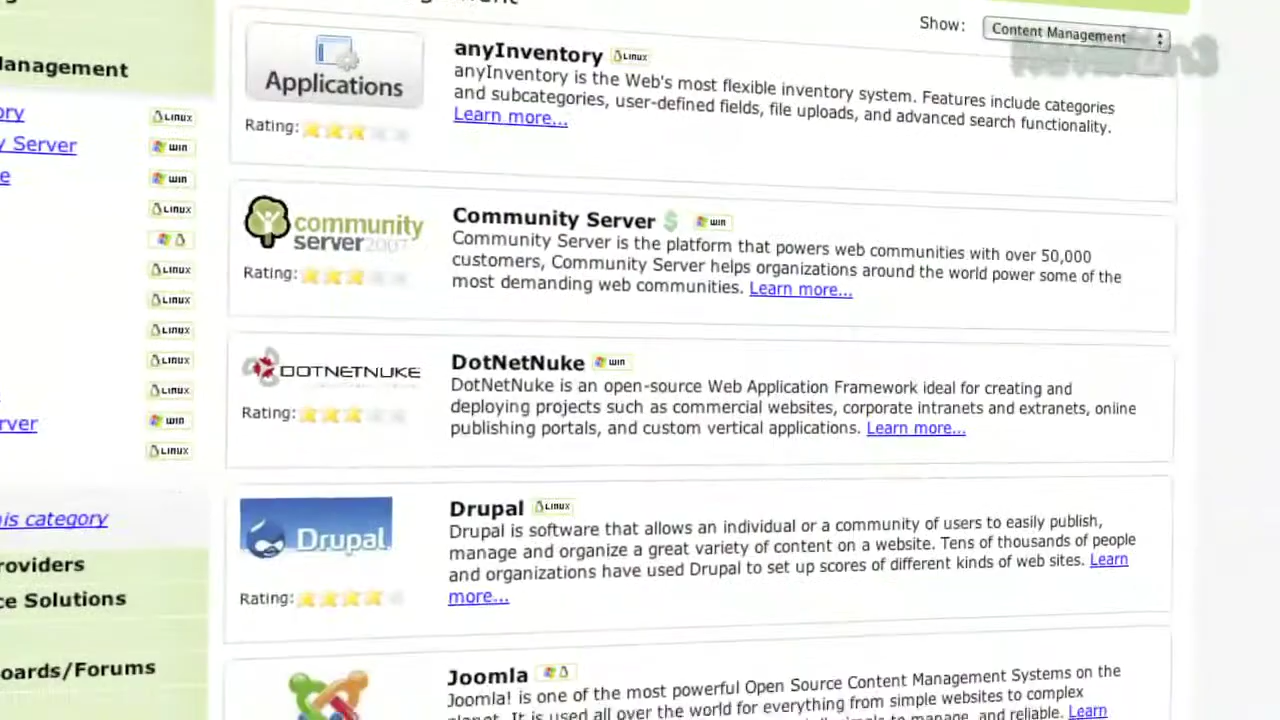 Show: Content Management
anyInventory LINUX
anyInventory is the Web's most flexible inventory system. Features include categories
and subcategories, user-defined fields, file uploads, and advanced search functionality.
Learn more...
Applications
Rating:
Community Server $ WIN
Community Server is the platform that powers web communities with over 50,000
customers, Community Server helps organizations around the world power some of the
most demanding web communities. Learn more...
community
server2007
Rating:
DotNetNuke WIN
DotNetNuke is an open-source Web Application Framework ideal for creating and
deploying projects such as commercial websites, corporate intranets and extranets, online
publishing portals, and custom vertical applications. Learn more...
DOTNETNUKE
Rating:
Drupal LINUX
Drupal is software that allows an individual or a community of users to easily publish,
manage and organize a great variety of content on a website. Tens of thousands of people
and organizations have used Drupal to set up scores of different kinds of web sites. Learn
more...
Drupal
Rating:
Joomla
Joomla! is one of the most powerful Open Source Content Management Systems on the
planet. It is used all over the world for everything from simple websites to complex
manage, and reliable. Learn
anagement
ory LINUX
y Server WIN
e WIN
LINUX
LINUX
LINUX
LINUX
LINUX
LINUX
rver WIN
LINUX
is category
roviders
ce Solutions
oards/Forums